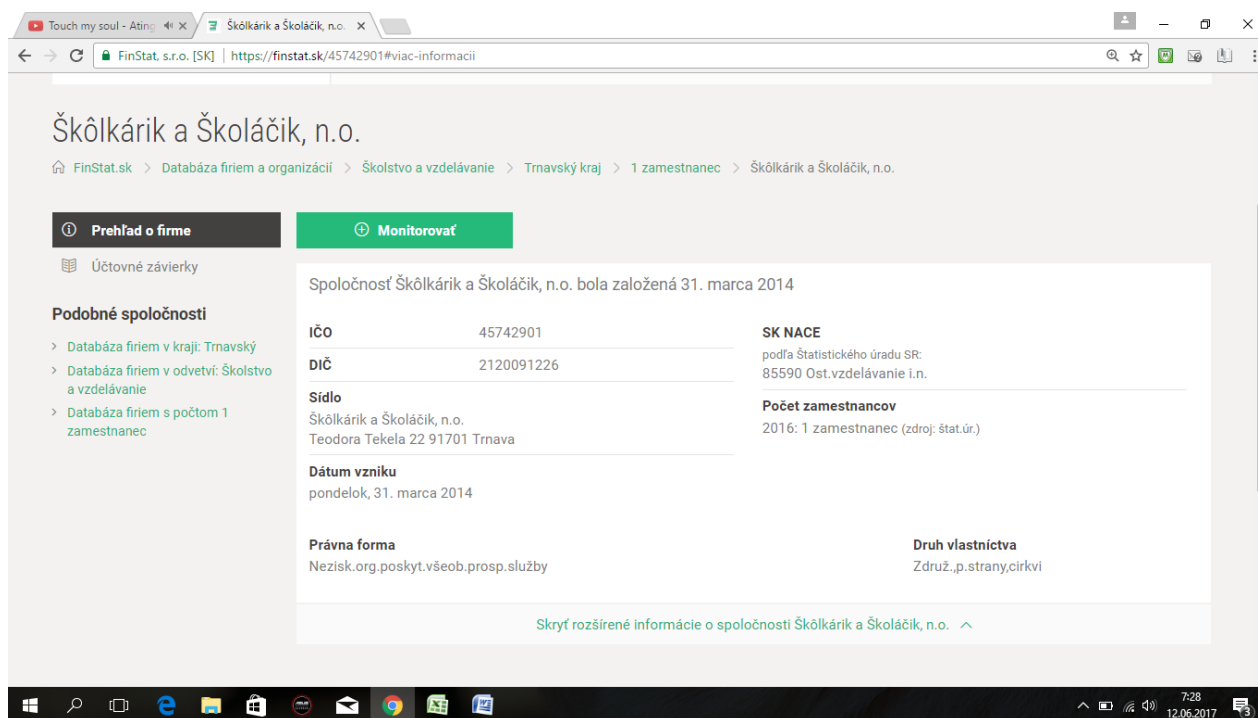 Touch my soul - Ating
Škôlkárik a Školáčik, n.o.
FinStat, s.r.o. [SK] | https://finstat.sk/45742901#viac-informacii
Škôlkárik a Školáčik, n.o.
FinStat.sk > Databáza firiem a organizácií > Školstvo a vzdelávanie > Trnavský kraj > 1 zamestnanec > Škôlkárik a Školáčik, n.o.
Prehľad o firme
Účtovné závierky
Podobné spoločnosti
Databáza firiem v kraji: Trnavský
Databáza firiem v odvetví: Školstvo
a vzdelávanie
Databáza firiem s počtom 1
zamestnanec
Monitorovať
Spoločnosť Škôlkárik a Školáčik, n.o. bola založená 31. marca 2014
IČO 45742901
DIČ 2120091226
Sídlo
Škôlkárik a Školáčik, n.o.
Teodora Tekela 22 91701 Trnava
Dátum vzniku
pondelok, 31. marca 2014
SK NACE
podľa Štatistického úradu SR:
85590 Ost.vzdelávanie i.n.
Počet zamestnancov
2016: 1 zamestnanec (zdroj: štat.úr.)
Právna forma
Nezisk.org.poskyt.všeob.prosp.služby
Druh vlastníctva
Združ.,p.strany,cirkvi
Skryť rozšírené informácie o spoločnosti Škôlkárik a Školáčik, n.o.
7:28
12.06.2017
3